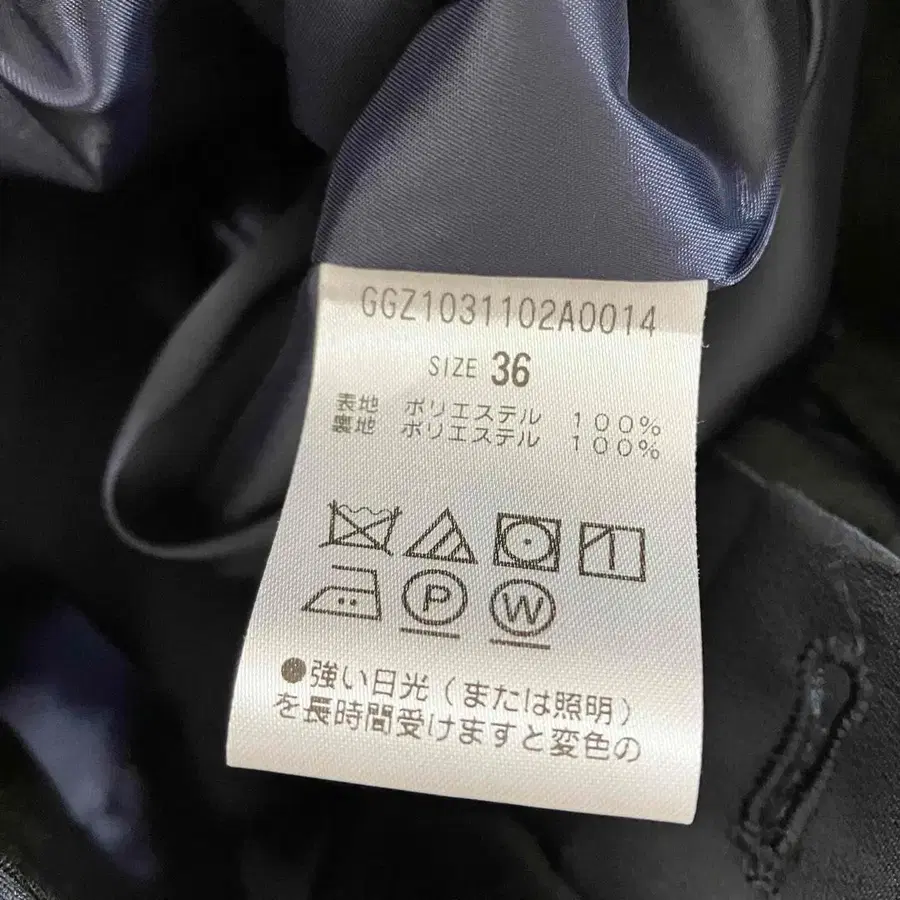 GGZ1031102A0014
SIZE 36
表地 ポリエステル 100%
裏地 ポリエステル 100%
P W
●強い日光(または照明)
を長時間受けますと変色の